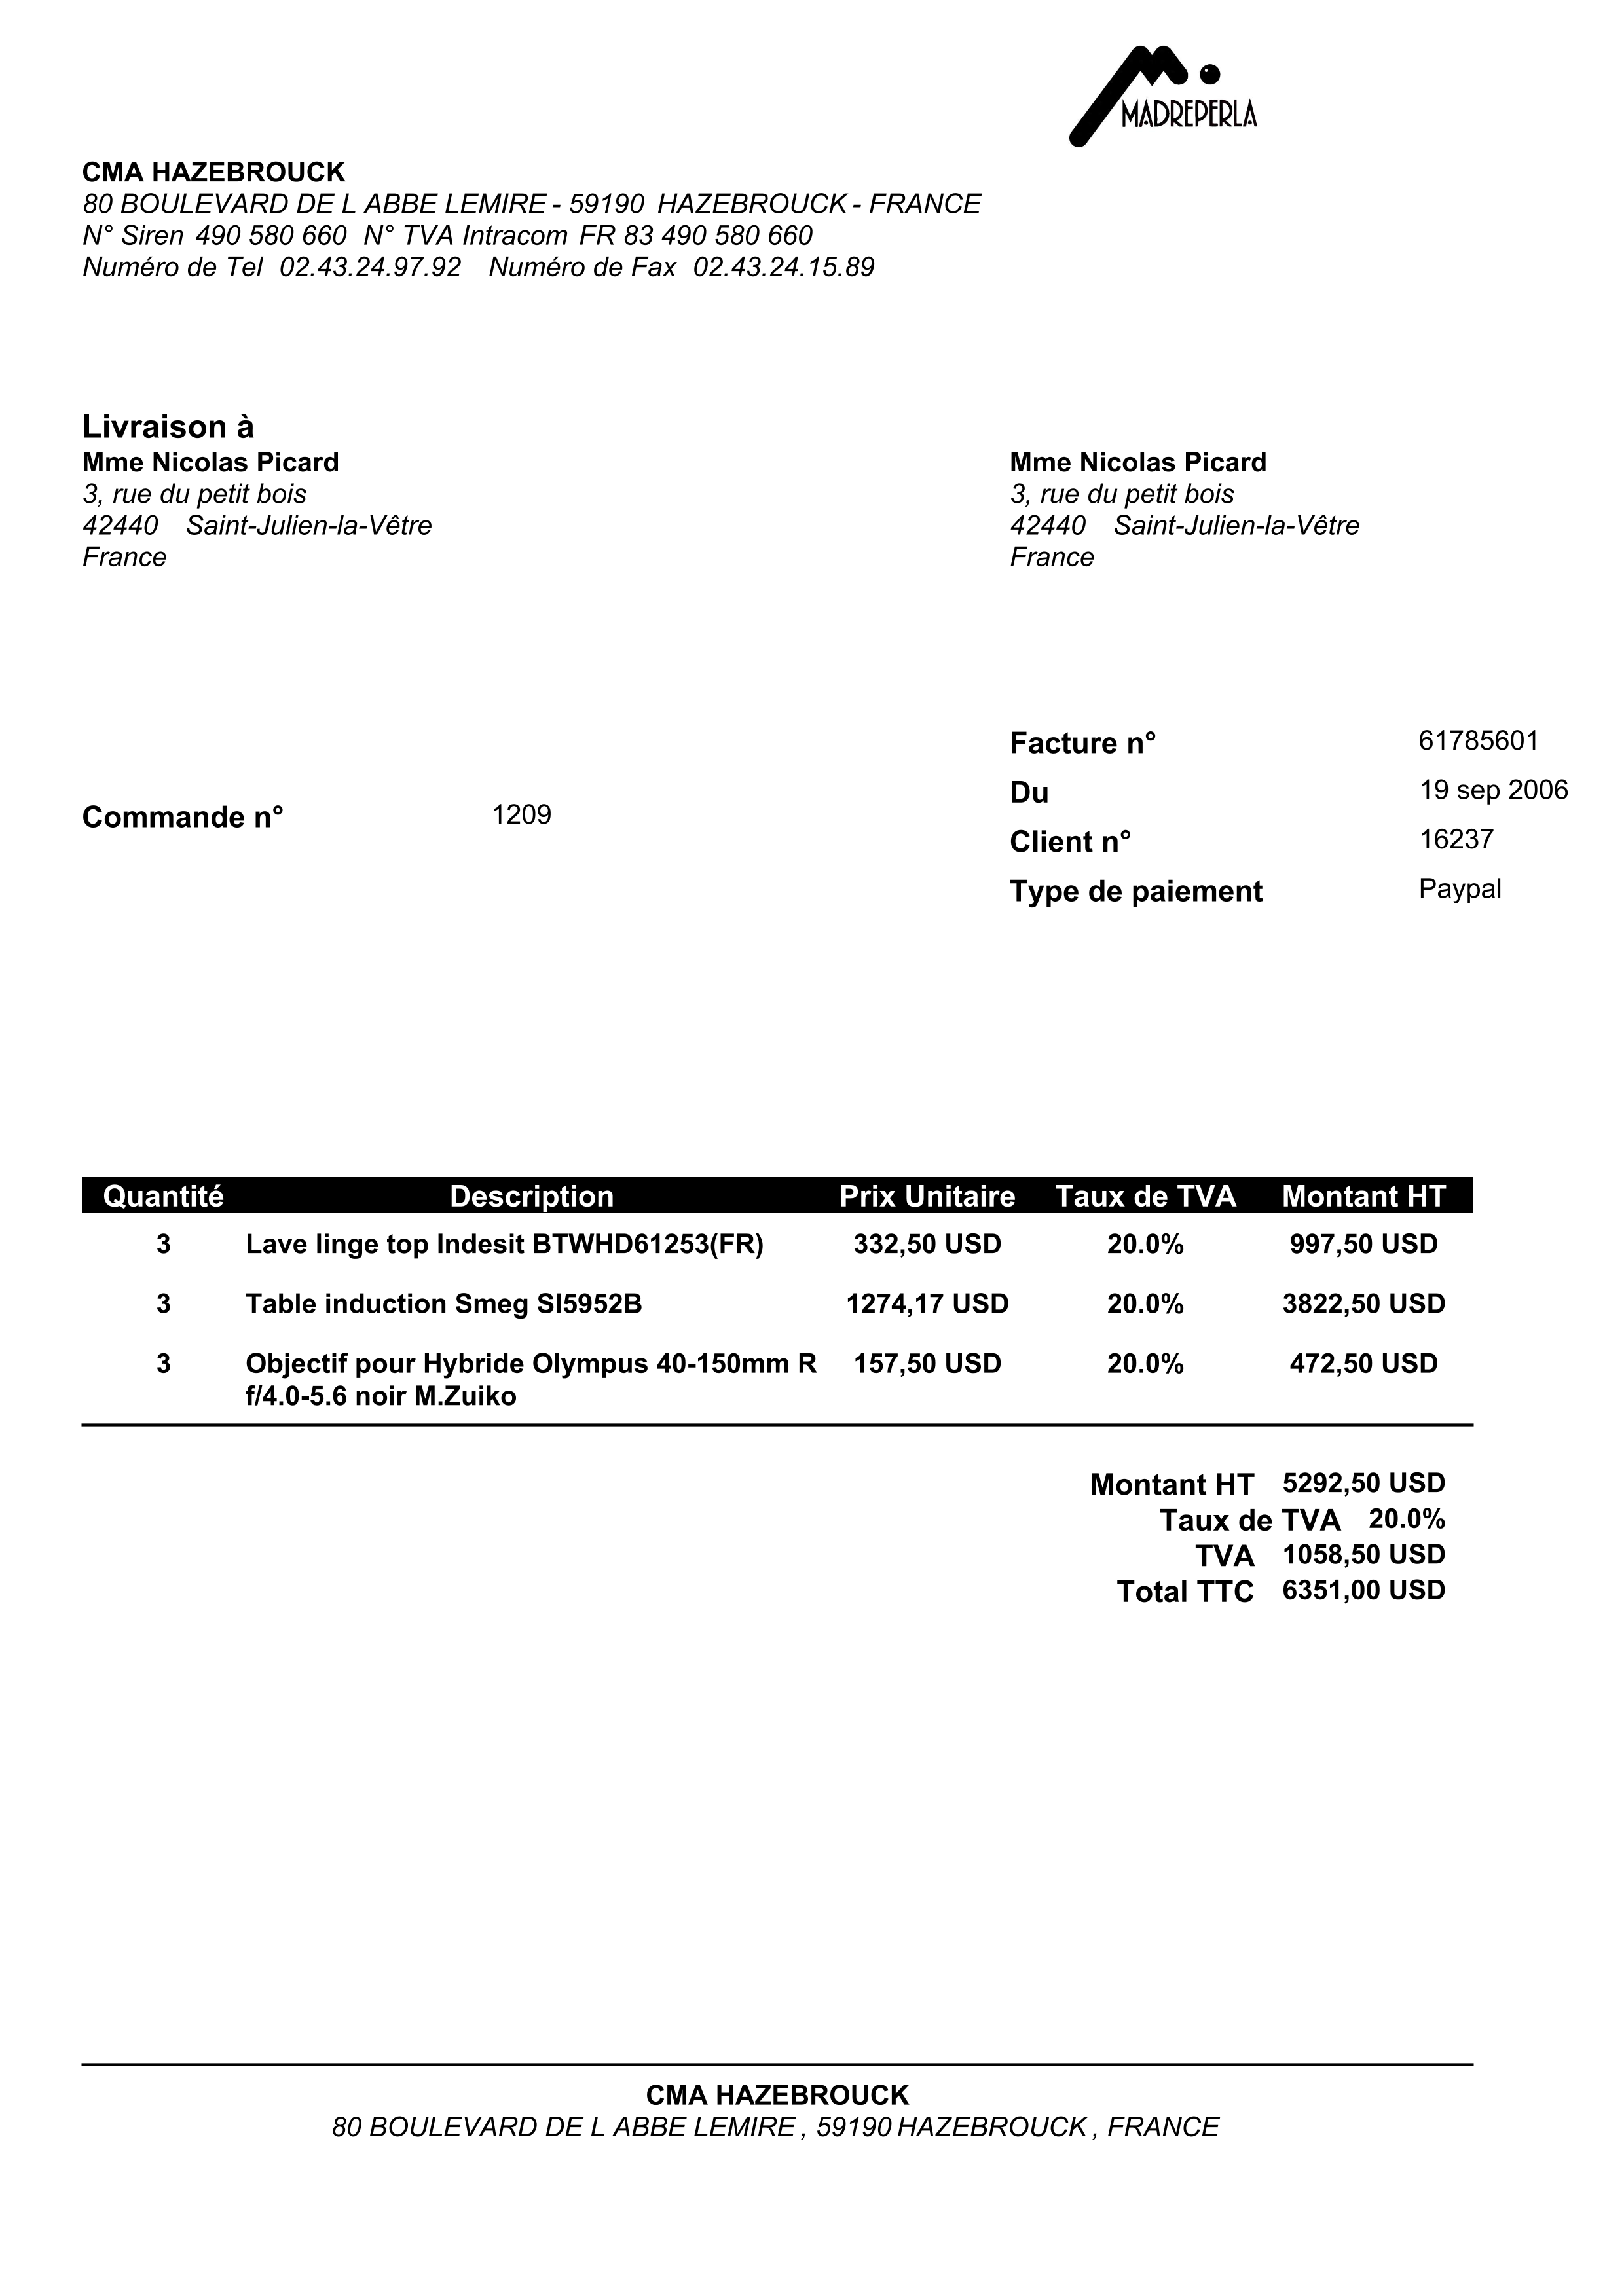 MADREPERLA
CMA HAZEBROUCK
80 BOULEVARD DE L ABBE LEMIRE - 59190 HAZEBROUCK - FRANCE
N° Siren 490 580 660 N° TVA Intracom FR 83 490 580 660
Numéro de Tel 02.43.24.97.92 Numéro de Fax 02.43.24.15.89
Livraison à
Mme Nicolas Picard
3, rue du petit bois
42440 Saint-Julien-la-Vêtre
France
Mme Nicolas Picard
3, rue du petit bois
42440 Saint-Julien-la-Vêtre
France
Commande n° 1209
Facture n° 61785601
Du 19 sep 2006
Client n° 16237
Type de paiement Paypal
Quantité Description Prix Unitaire Taux de TVA Montant HT
3 Lave linge top Indesit BTWHD61253(FR) 332,50 USD 20.0% 997,50 USD
3 Table induction Smeg SI5952B 1274,17 USD 20.0% 3822,50 USD
3 Objectif pour Hybride Olympus 40-150mm R 157,50 USD 20.0% 472,50 USD
f/4.0-5.6 noir M.Zuiko
Montant HT 5292,50 USD
Taux de TVA 20.0%
TVA 1058,50 USD
Total TTC 6351,00 USD
CMA HAZEBROUCK
80 BOULEVARD DE L ABBE LEMIRE , 59190 HAZEBROUCK , FRANCE